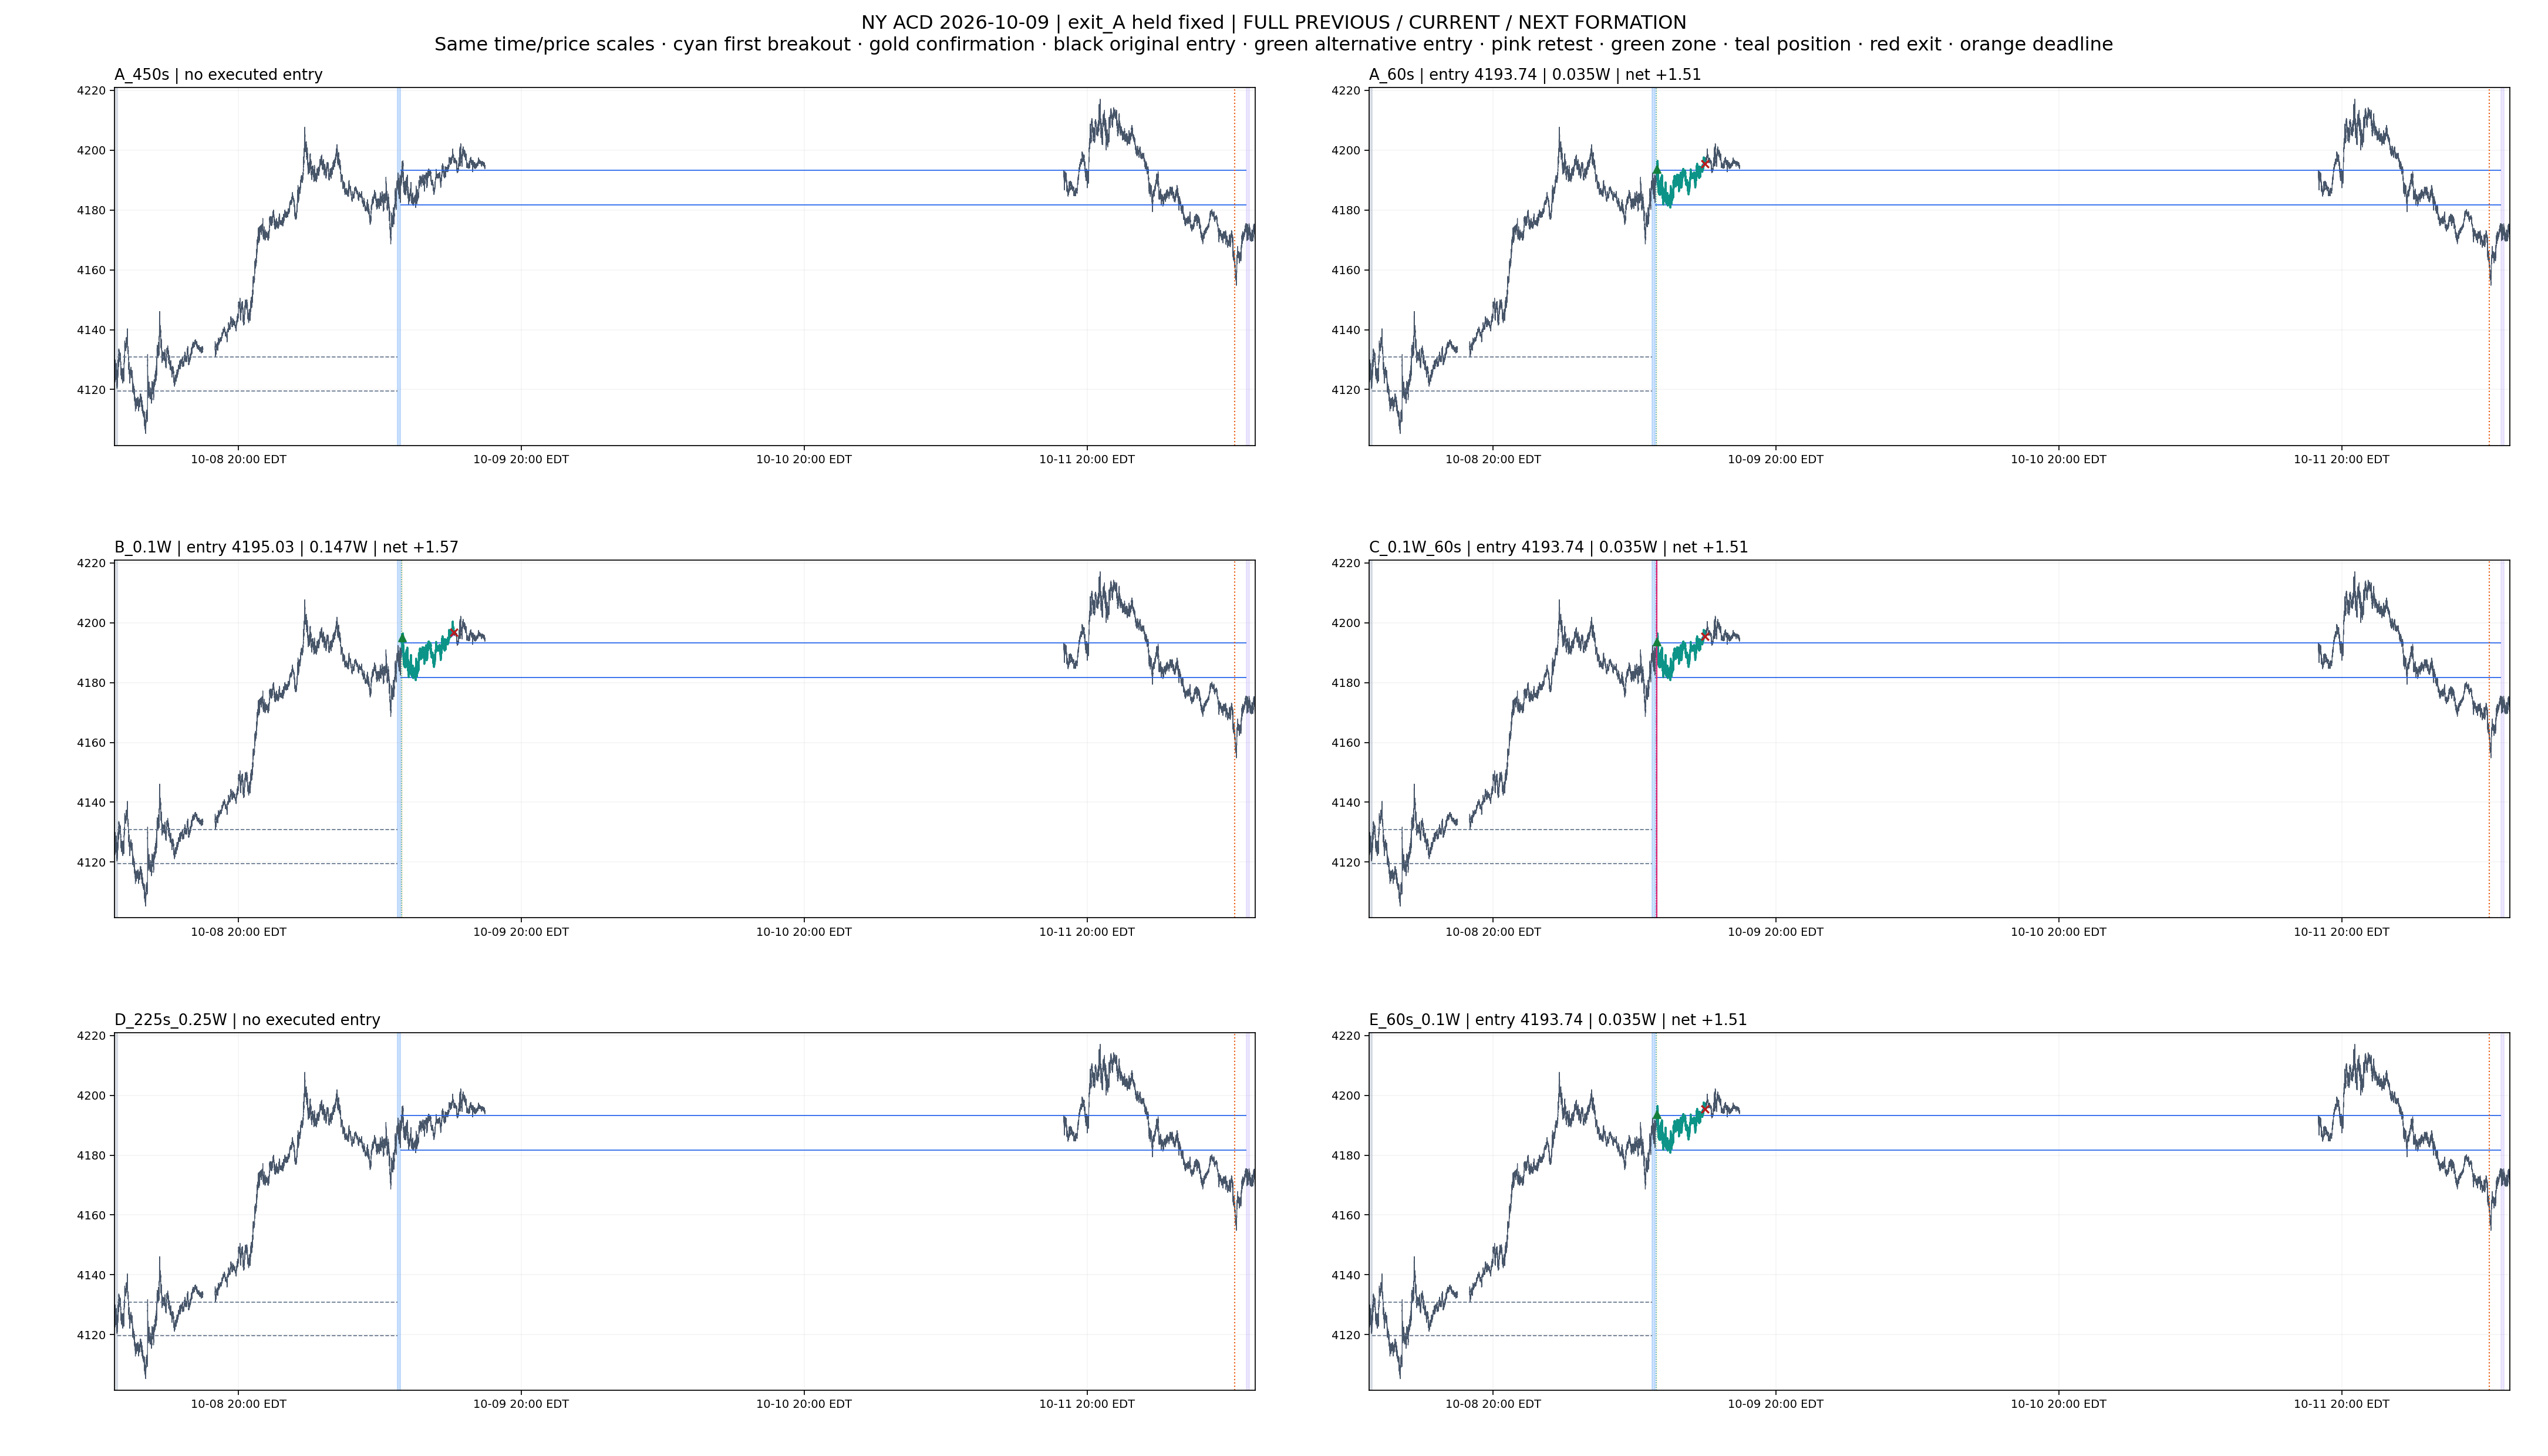 NY ACD 2026-10-09 | exit_A held fixed | FULL PREVIOUS / CURRENT / NEXT FORMATION
Same time/price scales · cyan first breakout · gold confirmation · black original entry · green alternative entry · pink retest · green zone · teal position · red exit · orange deadline
A_450s | no executed entry
4220
4200
4180
4160
4140
4120
10-08 20:00 EDT
10-09 20:00 EDT
10-10 20:00 EDT
10-11 20:00 EDT
A_60s | entry 4193.74 | 0.035W | net +1.51
4220
4200
4180
4160
4140
4120
10-08 20:00 EDT
10-09 20:00 EDT
10-10 20:00 EDT
10-11 20:00 EDT
B_0.1W | entry 4195.03 | 0.147W | net +1.57
4220
4200
4180
4160
4140
4120
10-08 20:00 EDT
10-09 20:00 EDT
10-10 20:00 EDT
10-11 20:00 EDT
C_0.1W_60s | entry 4193.74 | 0.035W | net +1.51
4220
4200
4180
4160
4140
4120
10-08 20:00 EDT
10-09 20:00 EDT
10-10 20:00 EDT
10-11 20:00 EDT
D_225s_0.25W | no executed entry
4220
4200
4180
4160
4140
4120
10-08 20:00 EDT
10-09 20:00 EDT
10-10 20:00 EDT
10-11 20:00 EDT
E_60s_0.1W | entry 4193.74 | 0.035W | net +1.51
4220
4200
4180
4160
4140
4120
10-08 20:00 EDT
10-09 20:00 EDT
10-10 20:00 EDT
10-11 20:00 EDT